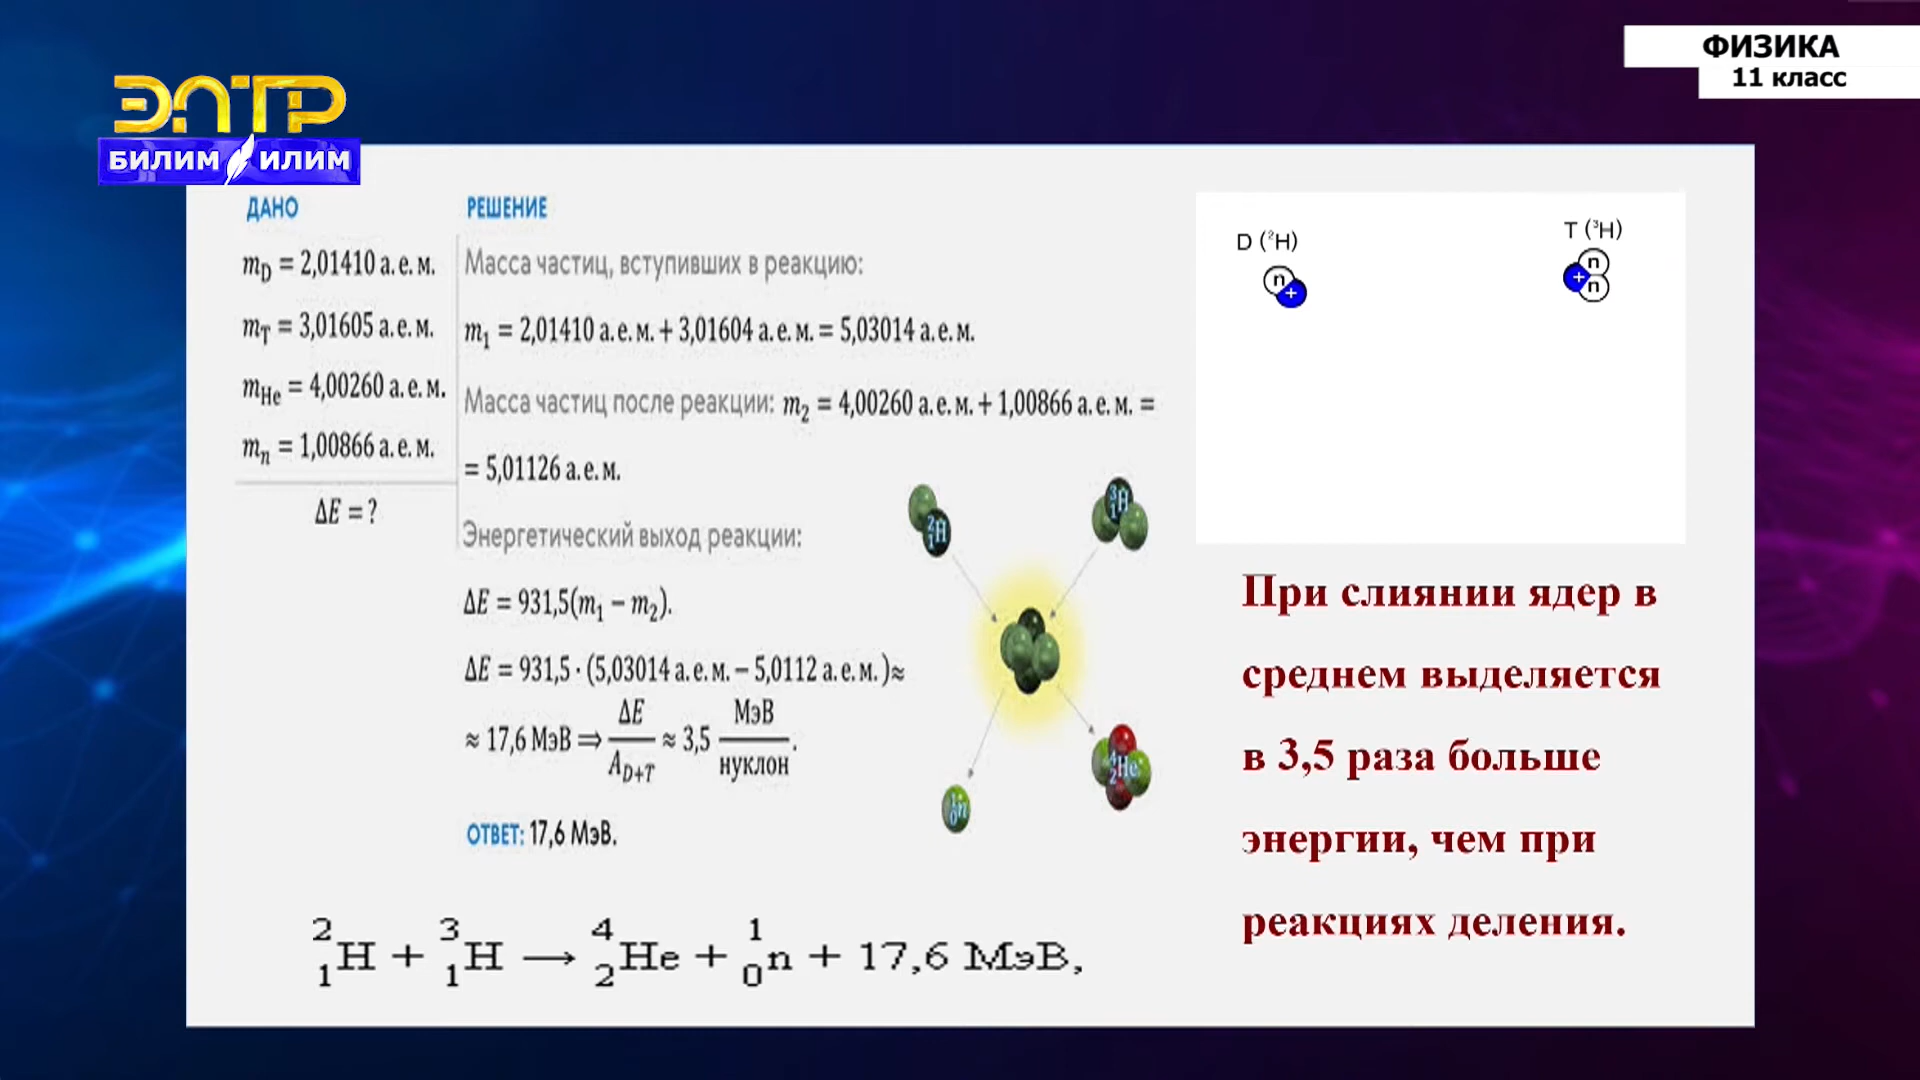 ФИЗИКА
11 класс
ЭЛТР
БИЛИМ ИЛИМ
ДАНО
m_D = 2,01410 а.е.м.
m_T = 3,01605 а.е.м.
m_He = 4,00260 а.е.м.
m_n = 1,00866 а.е.м.
ΔE = ?
РЕШЕНИЕ
Масса частиц, вступивших в реакцию:
m₁ = 2,01410 а.е.м. + 3,01604 а.е.м. = 5,03014 а.е.м.
Масса частиц после реакции: m₂ = 4,00260 а.е.м. + 1,00866 а.е.м. =
= 5,01126 а.е.м.
Энергетический выход реакции:
ΔE = 931,5(m₁ − m₂).
ΔE = 931,5 · (5,03014 а.е.м. − 5,0112 а.е.м.)≈
≈ 17,6 МэВ ⇒ ΔE/A_D+T ≈ 3,5 МэВ/нуклон.
ОТВЕТ: 17,6 МэВ.
²₁H
³₁H
¹₀n
⁴₂He
²₁H + ³₁H → ⁴₂He + ¹₀n + 17,6 МэВ,
D (²H)
n
+
T (³H)
n
+
n
При слиянии ядер в
среднем выделяется
в 3,5 раза больше
энергии, чем при
реакциях деления.